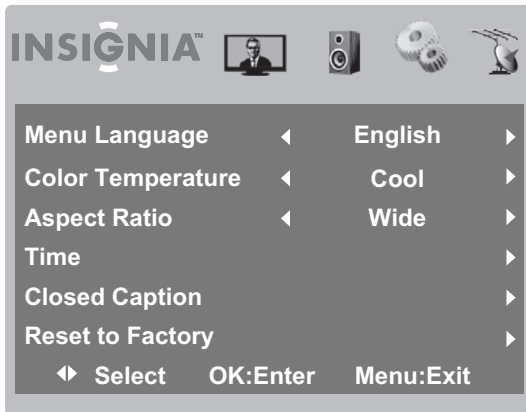 INSIGNIA™
Menu Language English
Color Temperature Cool
Aspect Ratio Wide
Time
Closed Caption
Reset to Factory
Select OK:Enter Menu:Exit